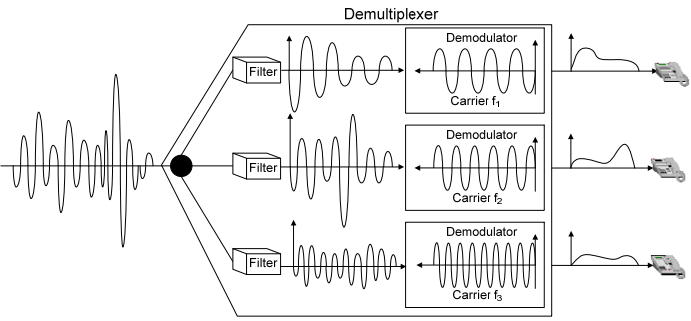 Demultiplexer
Filter
Demodulator
Carrier f1
Filter
Demodulator
Carrier f2
Filter
Demodulator
Carrier f3